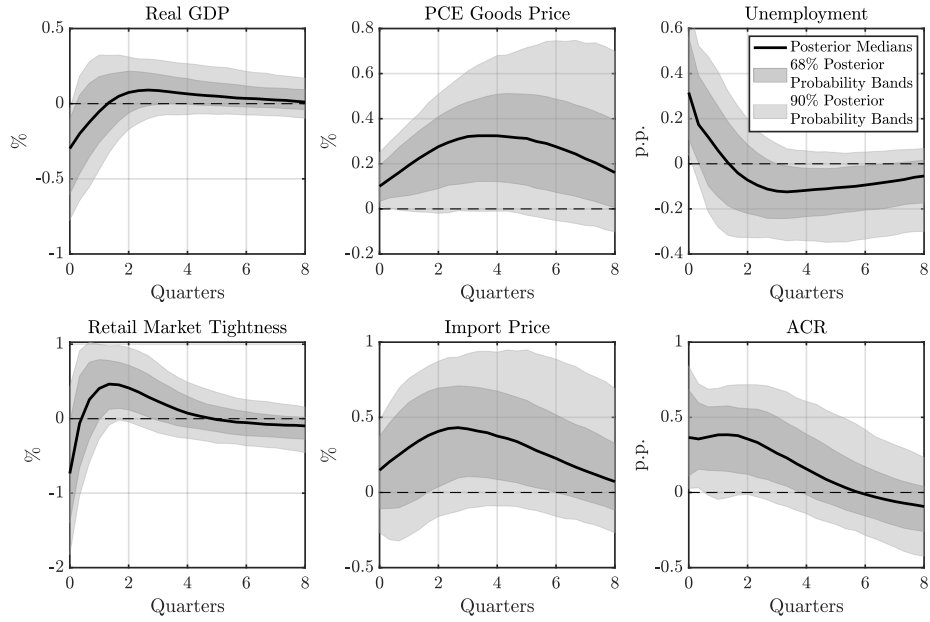 Real GDP
0.5
0
-0.5
-1
%
0 2 4 6 8
Quarters
PCE Goods Price
0.8
0.6
0.4
0.2
0
-0.2
%
0 2 4 6 8
Quarters
Unemployment
0.6
0.4
0.2
0
-0.2
-0.4
p.p.
Posterior Medians
68% Posterior
Probability Bands
90% Posterior
Probability Bands
0 2 4 6 8
Quarters
Retail Market Tightness
1
0
-1
-2
%
0 2 4 6 8
Quarters
Import Price
1
0.5
0
-0.5
%
0 2 4 6 8
Quarters
ACR
1
0.5
0
-0.5
p.p.
0 2 4 6 8
Quarters